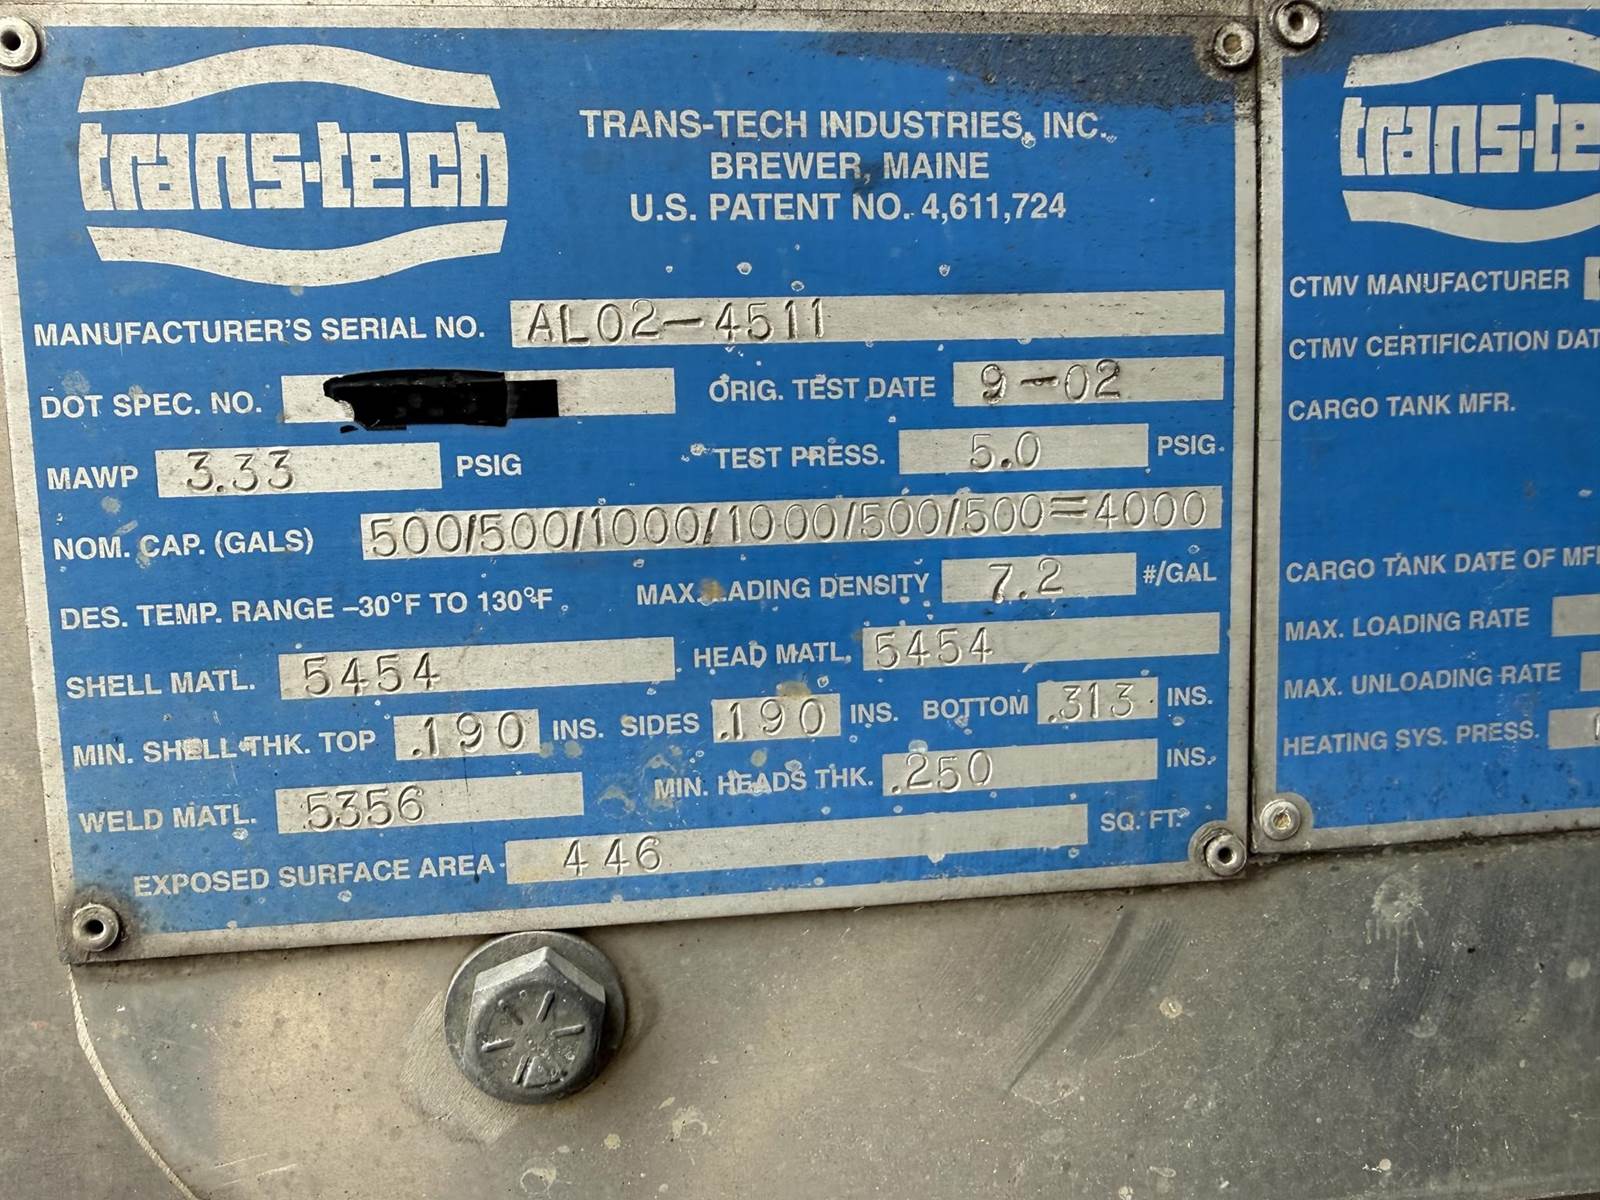 trans-tech
TRANS-TECH INDUSTRIES, INC.
BREWER, MAINE
U.S. PATENT NO. 4,611,724
MANUFACTURER'S SERIAL NO. AL02-4511
DOT SPEC. NO. ORIG. TEST DATE 9-02
MAWP 3.33 PSIG TEST PRESS. 5.0 PSIG.
NOM. CAP. (GALS) 500/500/1000/1000/500/500=4000
DES. TEMP. RANGE -30°F TO 130°F MAX. LADING DENSITY 7.2 #/GAL
SHELL MATL. 5454 HEAD MATL. 5454
MIN. SHELL THK. TOP .190 INS. SIDES .190 INS. BOTTOM .313 INS.
WELD MATL. 5356 MIN. HEADS THK. .250 INS.
EXPOSED SURFACE AREA 446 SQ. FT.
trans-te
CTMV MANUFACTURER
CTMV CERTIFICATION DAT
CARGO TANK MFR.
CARGO TANK DATE OF MF
MAX. LOADING RATE
MAX. UNLOADING RATE
HEATING SYS. PRESS.